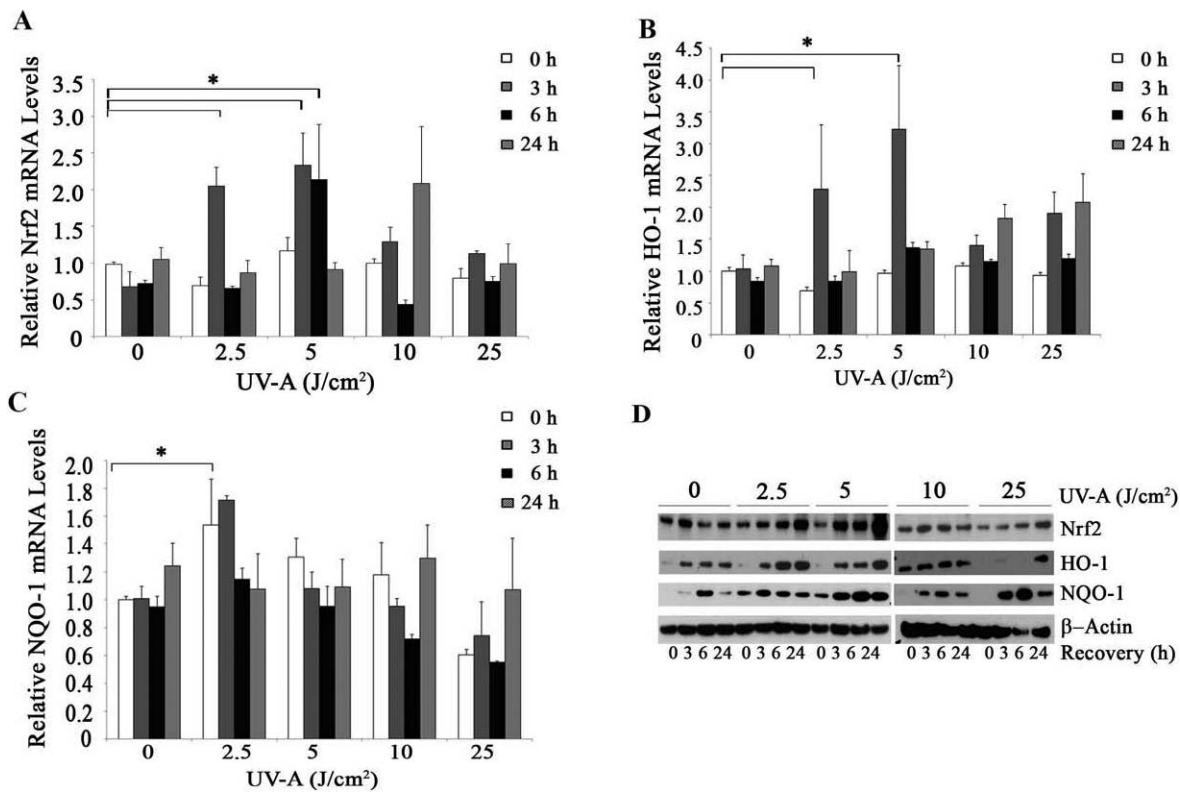 A
Relative Nrf2 mRNA Levels
3.5
3.0
2.5
2.0
1.5
1.0
0.5
0
*
0 h
3 h
6 h
24 h
0 2.5 5 10 25
UV-A (J/cm²)
B
Relative HO-1 mRNA Levels
4.5
4.0
3.5
3.0
2.5
2.0
1.5
1.0
0.5
0
*
0 h
3 h
6 h
24 h
0 2.5 5 10 25
UV-A (J/cm²)
C
Relative NQO-1 mRNA Levels
2.0
1.8
1.6
1.4
1.2
1.0
0.8
0.6
0.4
0.2
0
*
0 h
3 h
6 h
24 h
0 2.5 5 10 25
UV-A (J/cm²)
D
0 2.5 5 10 25 UV-A (J/cm²)
Nrf2
HO-1
NQO-1
β–Actin
0 3 6 24 0 3 6 24 0 3 6 24 0 3 6 24 0 3 6 24 Recovery (h)